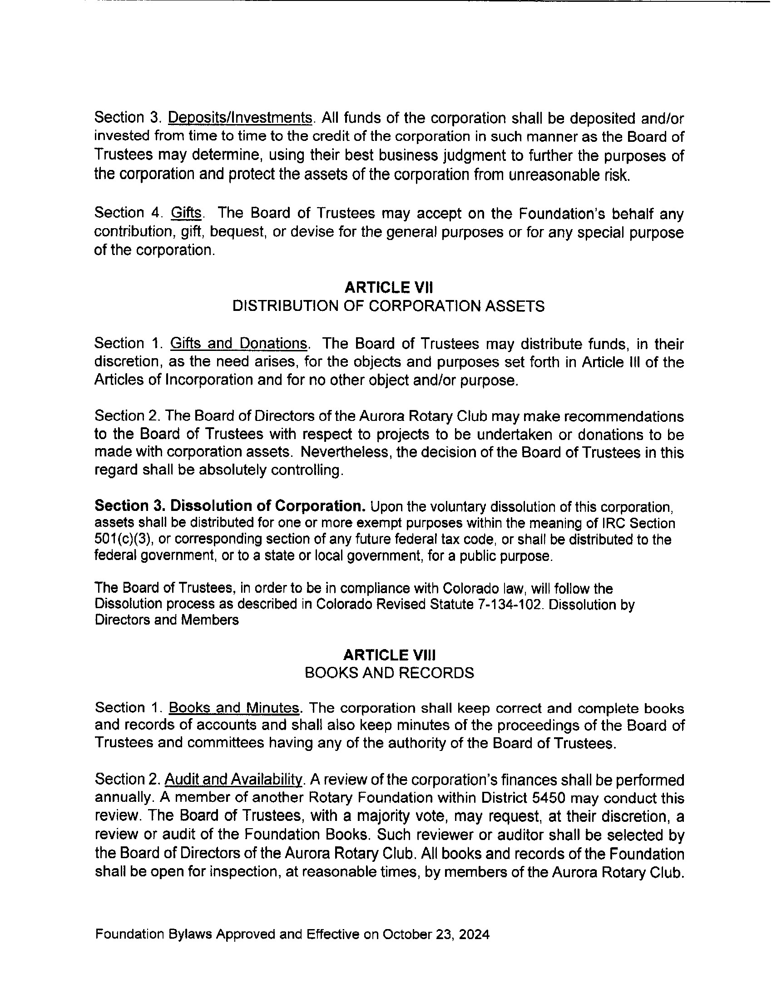 Section 3. Deposits/Investments. All funds of the corporation shall be deposited and/or
invested from time to time to the credit of the corporation in such manner as the Board of
Trustees may determine, using their best business judgment to further the purposes of
the corporation and protect the assets of the corporation from unreasonable risk.
Section 4. Gifts. The Board of Trustees may accept on the Foundation's behalf any
contribution, gift, bequest, or devise for the general purposes or for any special purpose
of the corporation.
ARTICLE VII
DISTRIBUTION OF CORPORATION ASSETS
Section 1. Gifts and Donations. The Board of Trustees may distribute funds, in their
discretion, as the need arises, for the objects and purposes set forth in Article III of the
Articles of Incorporation and for no other object and/or purpose.
Section 2. The Board of Directors of the Aurora Rotary Club may make recommendations
to the Board of Trustees with respect to projects to be undertaken or donations to be
made with corporation assets. Nevertheless, the decision of the Board of Trustees in this
regard shall be absolutely controlling.
Section 3. Dissolution of Corporation. Upon the voluntary dissolution of this corporation,
assets shall be distributed for one or more exempt purposes within the meaning of IRC Section
501(c)(3), or corresponding section of any future federal tax code, or shall be distributed to the
federal government, or to a state or local government, for a public purpose.
The Board of Trustees, in order to be in compliance with Colorado law, will follow the
Dissolution process as described in Colorado Revised Statute 7-134-102. Dissolution by
Directors and Members
ARTICLE VIII
BOOKS AND RECORDS
Section 1. Books and Minutes. The corporation shall keep correct and complete books
and records of accounts and shall also keep minutes of the proceedings of the Board of
Trustees and committees having any of the authority of the Board of Trustees.
Section 2. Audit and Availability. A review of the corporation's finances shall be performed
annually. A member of another Rotary Foundation within District 5450 may conduct this
review. The Board of Trustees, with a majority vote, may request, at their discretion, a
review or audit of the Foundation Books. Such reviewer or auditor shall be selected by
the Board of Directors of the Aurora Rotary Club. All books and records of the Foundation
shall be open for inspection, at reasonable times, by members of the Aurora Rotary Club.
Foundation Bylaws Approved and Effective on October 23, 2024